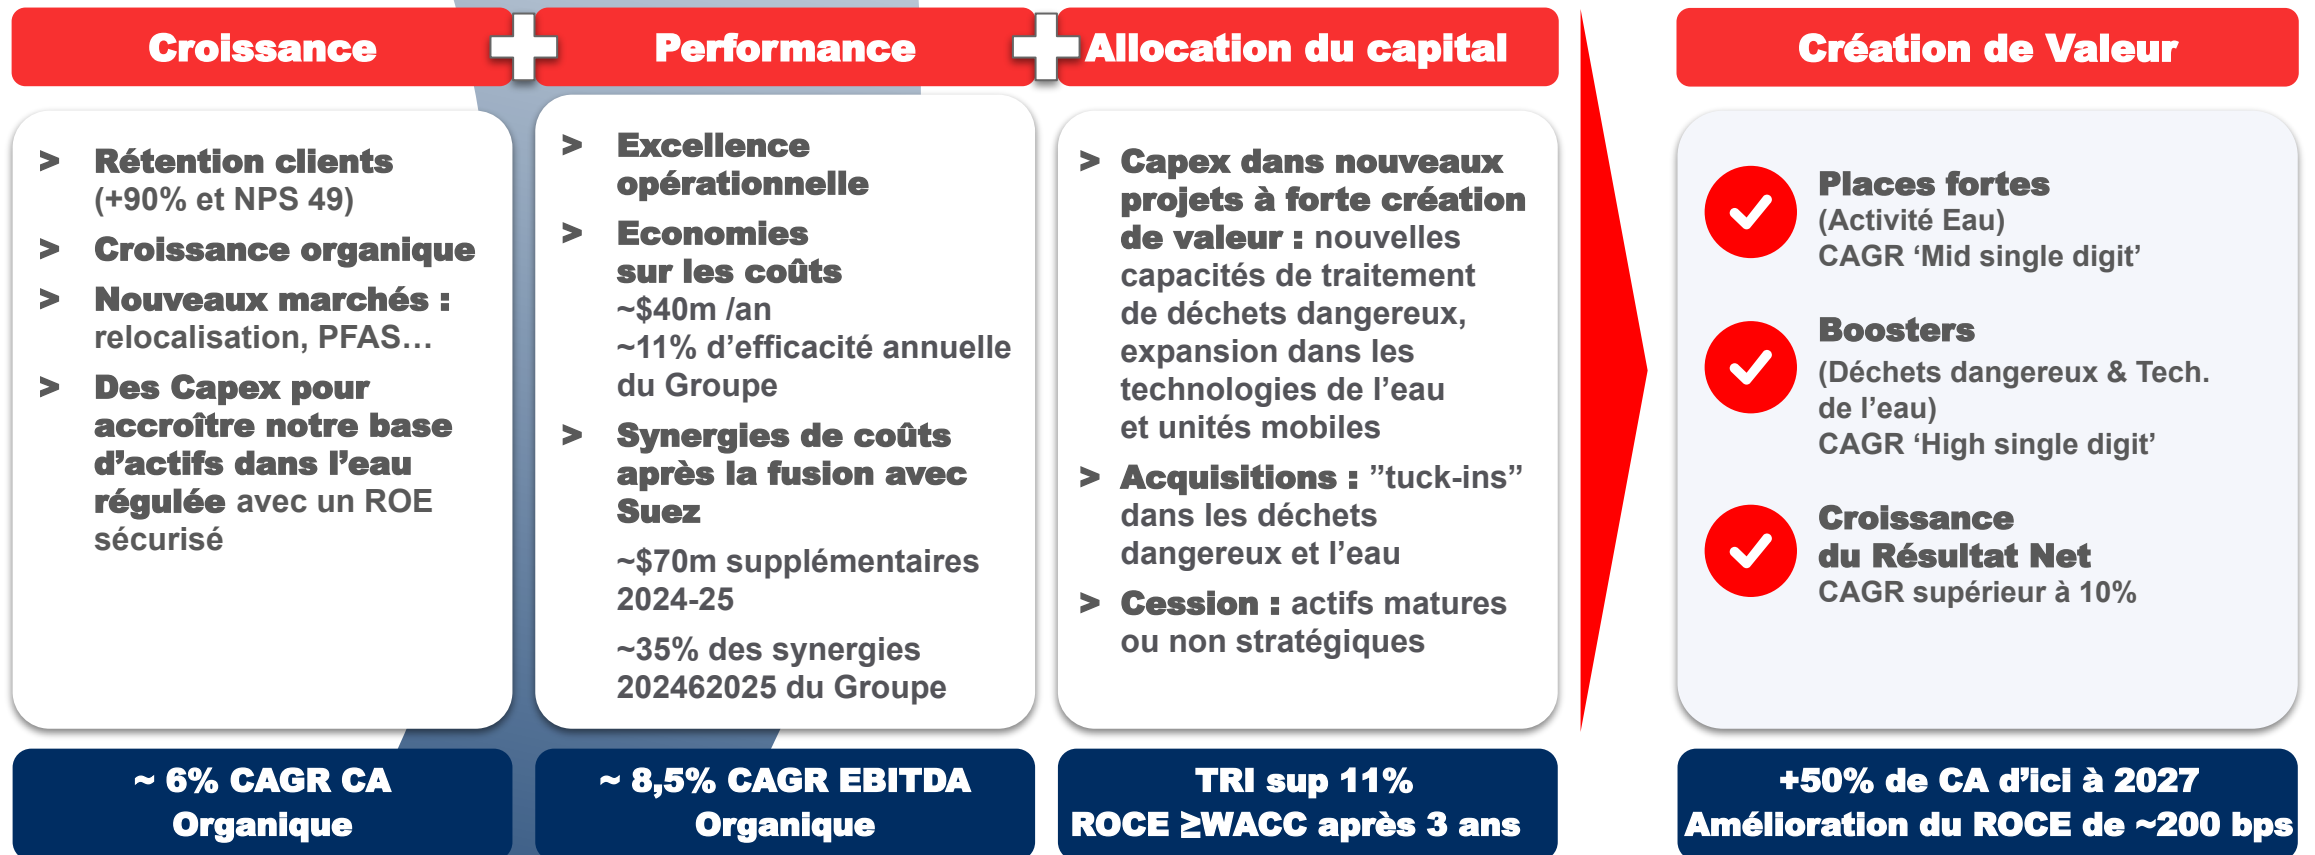 Croissance
> Rétention clients
(+90% et NPS 49)
> Croissance organique
> Nouveaux marchés :
relocalisation, PFAS…
> Des Capex pour
accroître notre base
d’actifs dans l’eau
régulée avec un ROE
sécurisé
~ 6% CAGR CA
Organique
Performance
> Excellence
opérationnelle
> Economies
sur les coûts
~$40m /an
~11% d’efficacité annuelle
du Groupe
> Synergies de coûts
après la fusion avec
Suez
~$70m supplémentaires
2024-25
~35% des synergies
202462025 du Groupe
~ 8,5% CAGR EBITDA
Organique
Allocation du capital
> Capex dans nouveaux
projets à forte création
de valeur : nouvelles
capacités de traitement
de déchets dangereux,
expansion dans les
technologies de l’eau
et unités mobiles
> Acquisitions : ”tuck-ins”
dans les déchets
dangereux et l’eau
> Cession : actifs matures
ou non stratégiques
TRI sup 11%
ROCE ≥WACC après 3 ans
Création de Valeur
Places fortes
(Activité Eau)
CAGR ‘Mid single digit’
Boosters
(Déchets dangereux & Tech.
de l’eau)
CAGR ‘High single digit’
Croissance
du Résultat Net
CAGR supérieur à 10%
+50% de CA d’ici à 2027
Amélioration du ROCE de ~200 bps